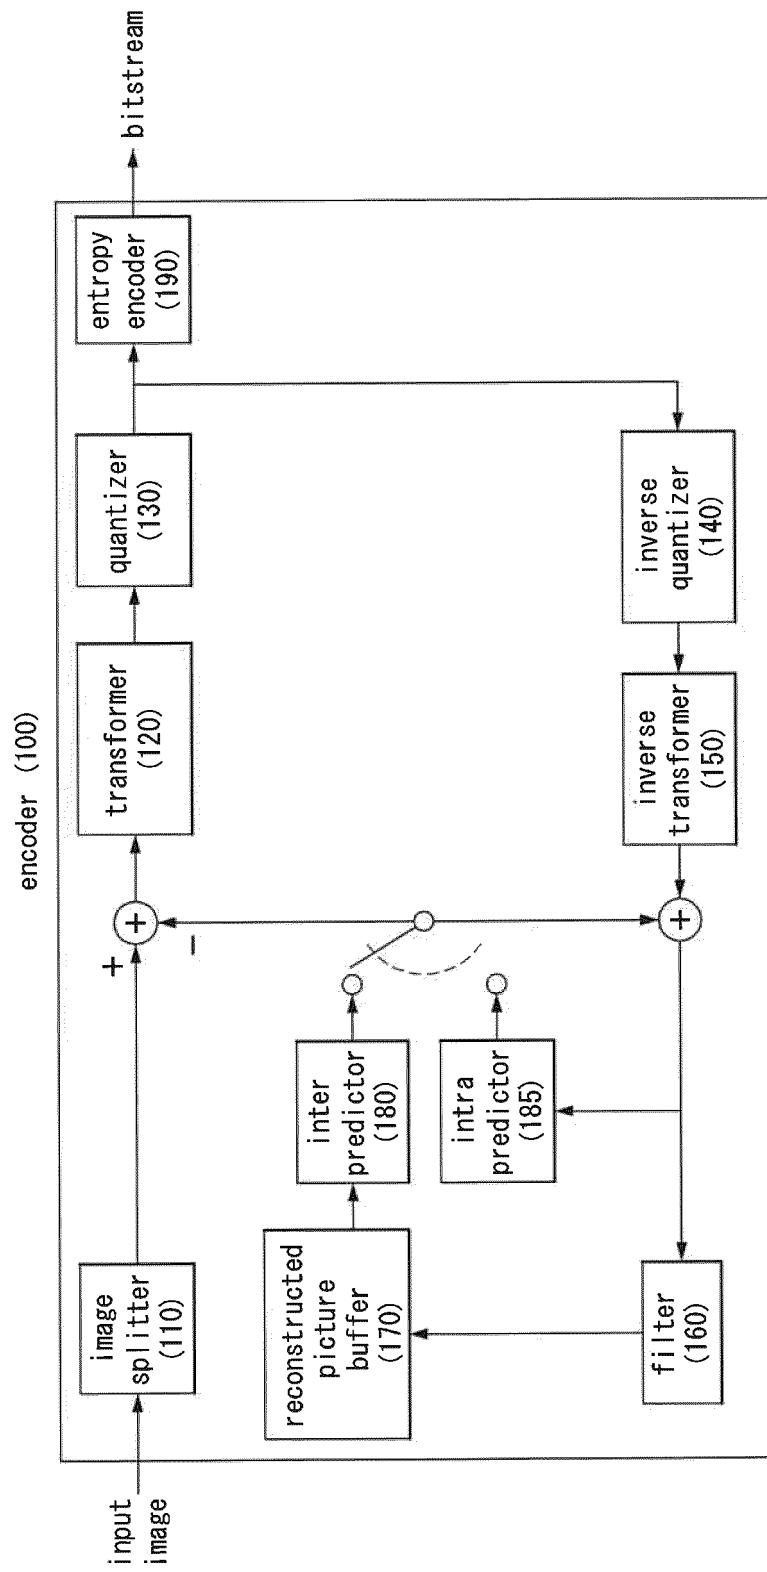 encoder (100)
input
image
image
splitter
(110)
+
−
+
transformer
(120)
quantizer
(130)
entropy
encoder
(190)
bitstream
reconstructed
picture
buffer
(170)
inter
predictor
(180)
intra
predictor
(185)
filter
(160)
+
inverse
transformer
(150)
inverse
quantizer
(140)